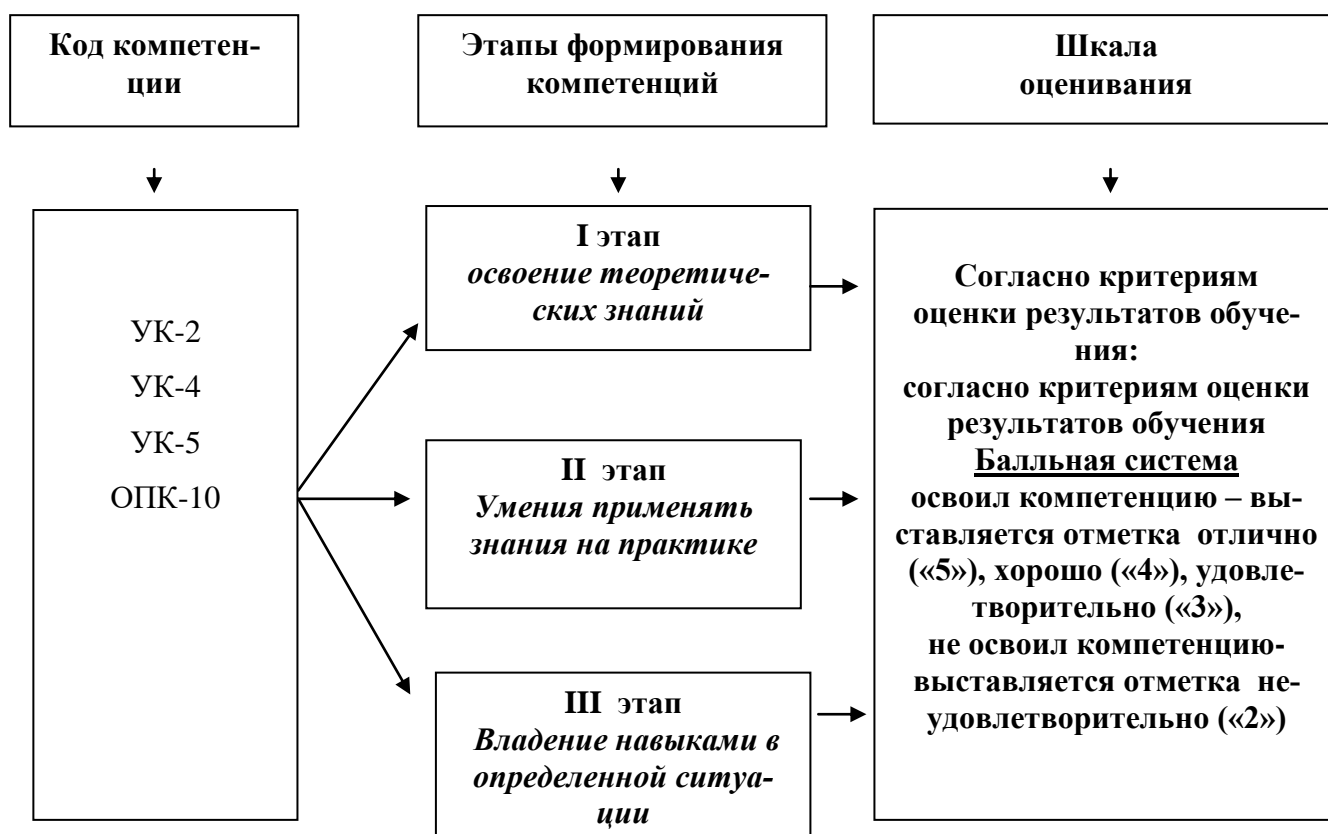 Код компетен-
ции
Этапы формирования
компетенций
Шкала
оценивания
УК-2
УК-4
УК-5
ОПК-10
I этап
освоение теоретиче-
ских знаний
II этап
Умения применять
знания на практике
III этап
Владение навыками в
определенной ситуа-
ции
Согласно критериям
оценки результатов обуче-
ния:
согласно критериям оценки
результатов обучения
Балльная система
освоил компетенцию – вы-
ставляется отметка отлично
(«5»), хорошо («4»), удовле-
творительно («3»),
не освоил компетенцию-
выставляется отметка не-
удовлетворительно («2»)